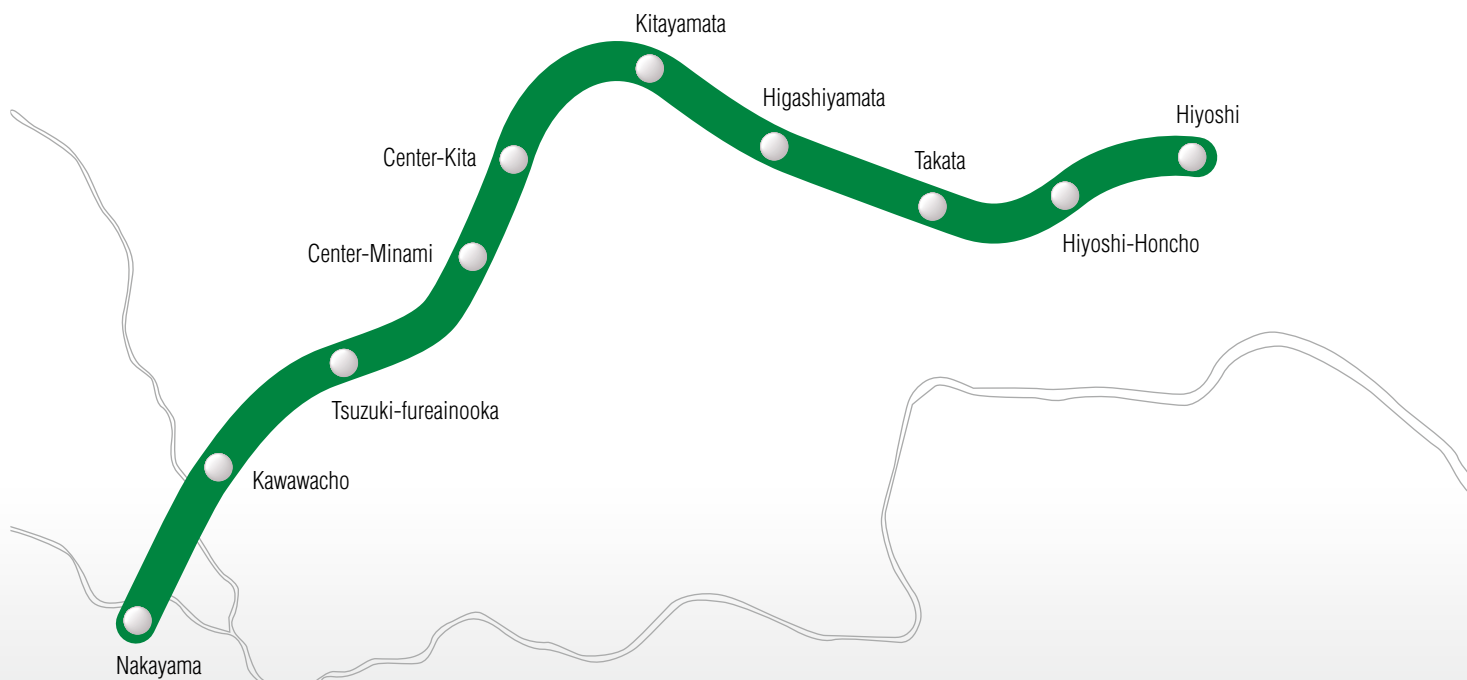 Kitayamata
Higashiyamata
Hiyoshi
Center-Kita
Takata
Hiyoshi-Honcho
Center-Minami
Tsuzuki-fureainooka
Kawawacho
Nakayama